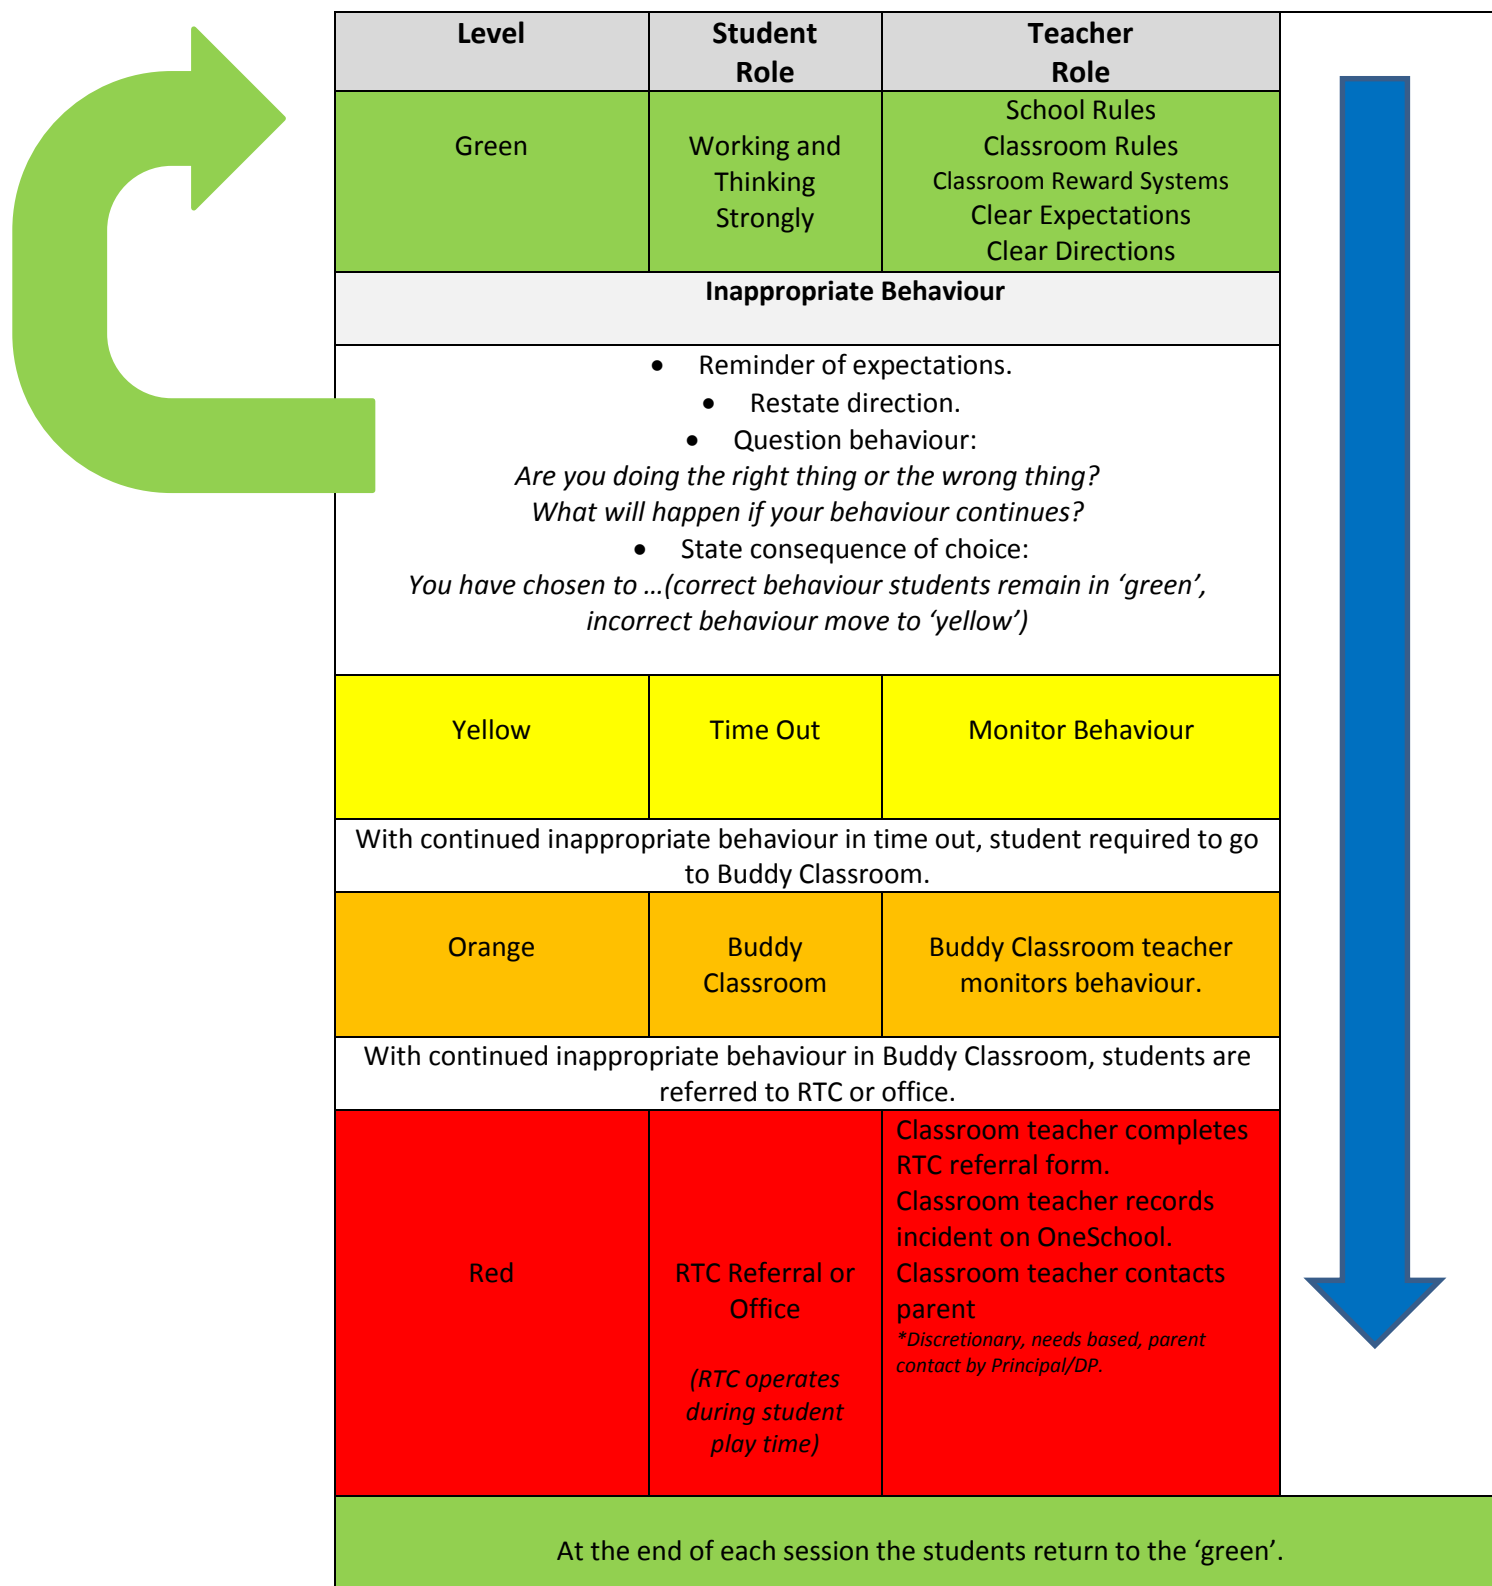 Level
Student
Role
Teacher
Role
Green
Working and
Thinking
Strongly
School Rules
Classroom Rules
Classroom Reward Systems
Clear Expectations
Clear Directions
Inappropriate Behaviour
• Reminder of expectations.
• Restate direction.
• Question behaviour:
Are you doing the right thing or the wrong thing?
What will happen if your behaviour continues?
• State consequence of choice:
You have chosen to …(correct behaviour students remain in ‘green’,
incorrect behaviour move to ‘yellow’)
Yellow
Time Out
Monitor Behaviour
With continued inappropriate behaviour in time out, student required to go
to Buddy Classroom.
Orange
Buddy
Classroom
Buddy Classroom teacher
monitors behaviour.
With continued inappropriate behaviour in Buddy Classroom, students are
referred to RTC or office.
Red
RTC Referral or
Office
(RTC operates
during student
play time)
Classroom teacher completes
RTC referral form.
Classroom teacher records
incident on OneSchool.
Classroom teacher contacts
parent
*Discretionary, needs based, parent
contact by Principal/DP.
At the end of each session the students return to the ‘green’.